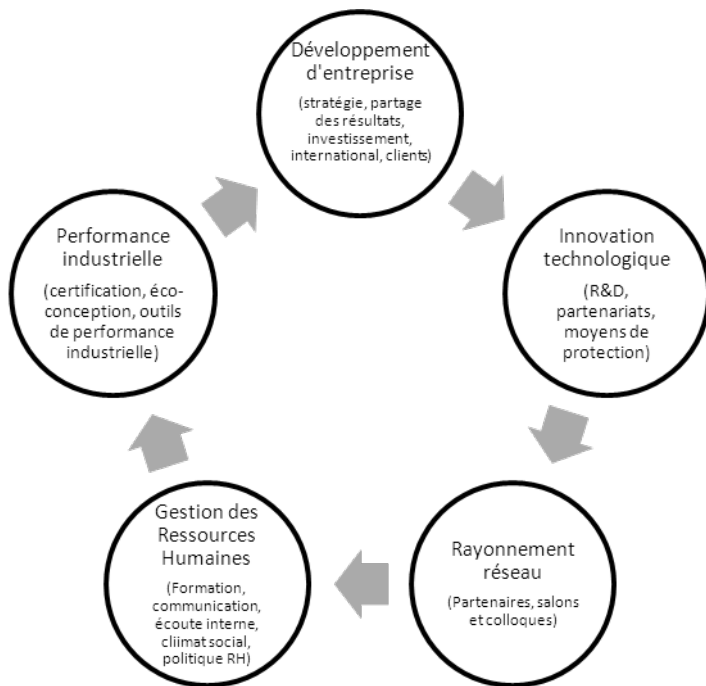 Développement
d'entreprise
(stratégie, partage
des résultats,
investissement,
international, clients)
Innovation
technologique
(R&D,
partenariats,
moyens de
protection)
Rayonnement
réseau
(Partenaires, salons
et colloques)
Gestion des
Ressources
Humaines
(Formation,
communication,
écoute interne,
cliimat social,
politique RH)
Performance
industrielle
(certification, éco-
conception, outils
de performance
industrielle)